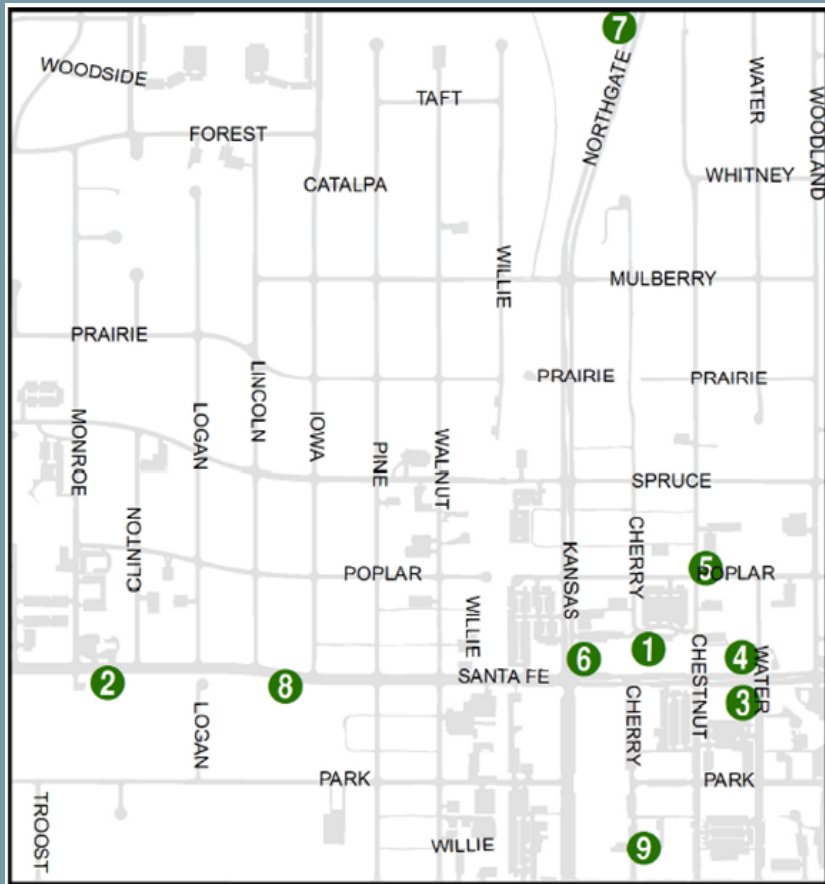 7
WOODSIDE
TAFT
WATER
NORTHGATE
WOODLAND
FOREST
CATALPA
WHITNEY
WILLIE
MULBERRY
PRAIRIE
PRAIRIE
PRAIRIE
LINCOLN
LOGAN
IOWA
MONROE
PINE
WALNUT
SPRUCE
CLINTON
CHERRY
KANSAS
5
POPLAR
POPLAR
WILLIE
1
6
4
CHESTNUT
WATER
SANTA FE
2
8
3
LOGAN
CHERRY
PARK
PARK
TROOST
WILLIE
9